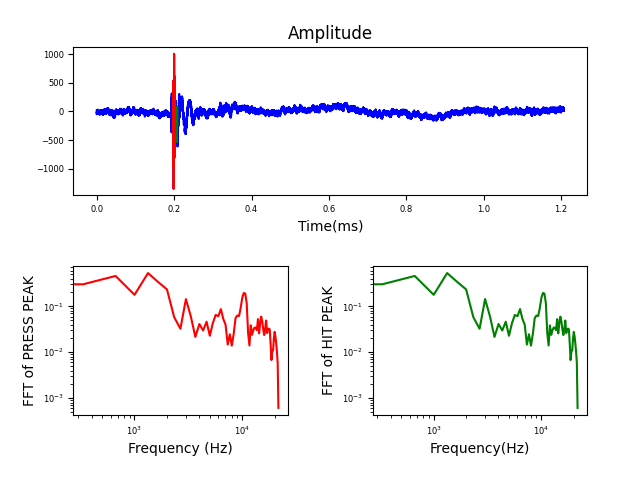 Amplitude
1000
500
0
−500
−1000
0.0 0.2 0.4 0.6 0.8 1.0 1.2
Time(ms)
FFT of PRESS PEAK
10⁻¹
10⁻²
10⁻³
10³ 10⁴
Frequency (Hz)
FFT of HIT PEAK
10⁻¹
10⁻²
10⁻³
10³ 10⁴
Frequency(Hz)